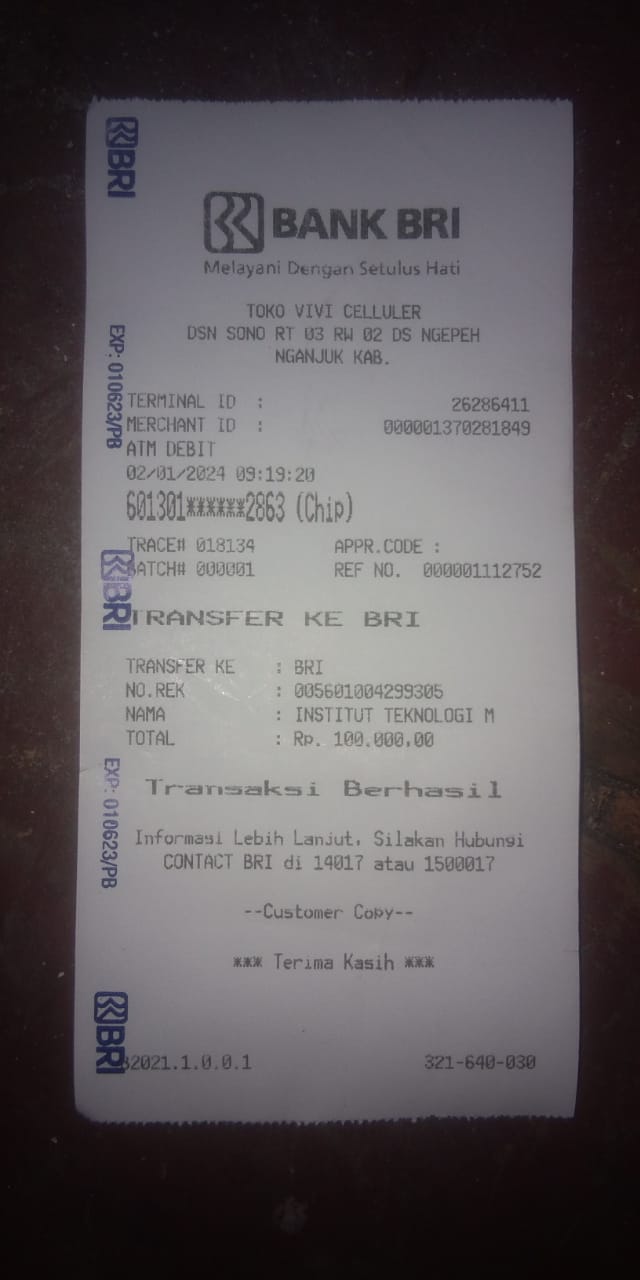 BRI
BANK BRI
Melayani Dengan Setulus Hati
TOKO VIVI CELLULER
DSN SONO RT 03 RW 02 DS NGEPEH
NGANJUK KAB.
EXP: 010623/PB
TERMINAL ID : 26286411
MERCHANT ID : 000001370281849
ATM DEBIT
02/01/2024 09:19:20
601301******2863 (Chip)
TRACE# 018134 APPR.CODE :
BATCH# 000001 REF NO. 000001112752
BRI
TRANSFER KE BRI
TRANSFER KE : BRI
NO.REK : 005601004299305
NAMA : INSTITUT TEKNOLOGI M
TOTAL : Rp. 100.000,00
EXP: 010623/PB
Transaksi Berhasil
Informasi Lebih Lanjut, Silakan Hubungi
CONTACT BRI di 14017 atau 1500017
--Customer Copy--
*** Terima Kasih ***
BRI
2021.1.0.0.1 321-640-030